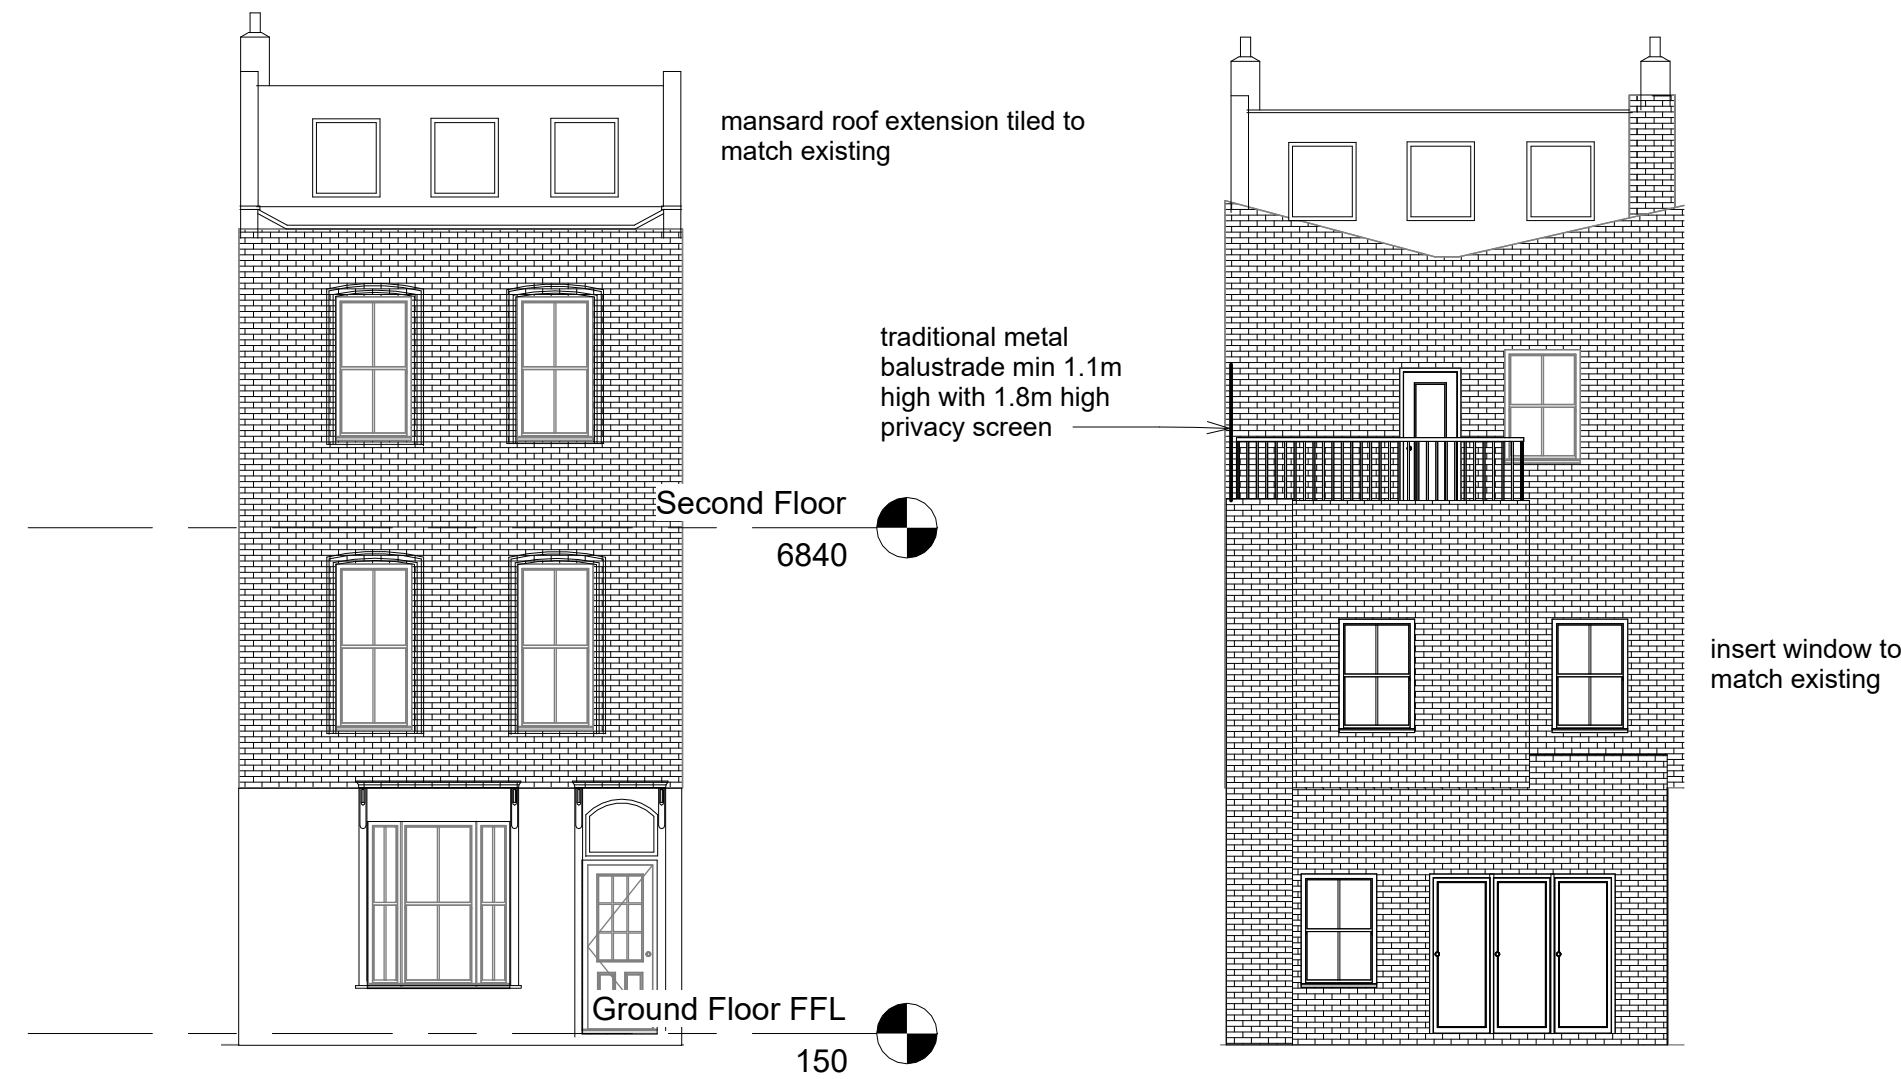 mansard roof extension tiled to
match existing
traditional metal
balustrade min 1.1m
high with 1.8m high
privacy screen
Second Floor
6840
insert window to
match existing
Ground Floor FFL
150